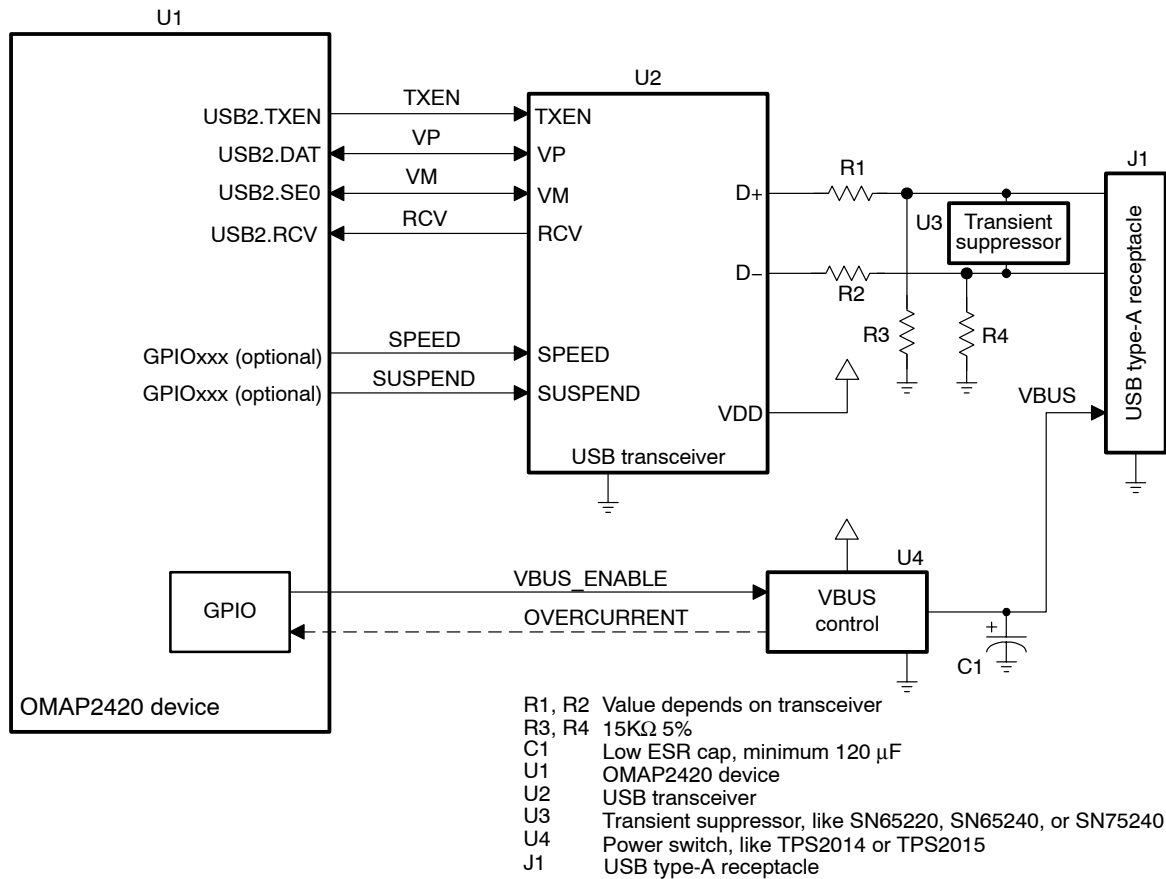 U1
U2
USB2.TXEN
TXEN
TXEN
USB2.DAT
VP
VP
USB2.SE0
VM
VM
USB2.RCV
RCV
RCV
GPIOxxx (optional)
SPEED
SPEED
GPIOxxx (optional)
SUSPEND
SUSPEND
D+
D−
VDD
USB transceiver
R1
R2
R3
R4
U3
Transient
suppressor
J1
USB type-A receptacle
VBUS
GPIO
VBUS_ENABLE
OVERCURRENT
U4
VBUS
control
+
C1
OMAP2420 device
R1, R2 Value depends on transceiver
R3, R4 15KΩ 5%
C1 Low ESR cap, minimum 120 μF
U1 OMAP2420 device
U2 USB transceiver
U3 Transient suppressor, like SN65220, SN65240, or SN75240
U4 Power switch, like TPS2014 or TPS2015
J1 USB type-A receptacle